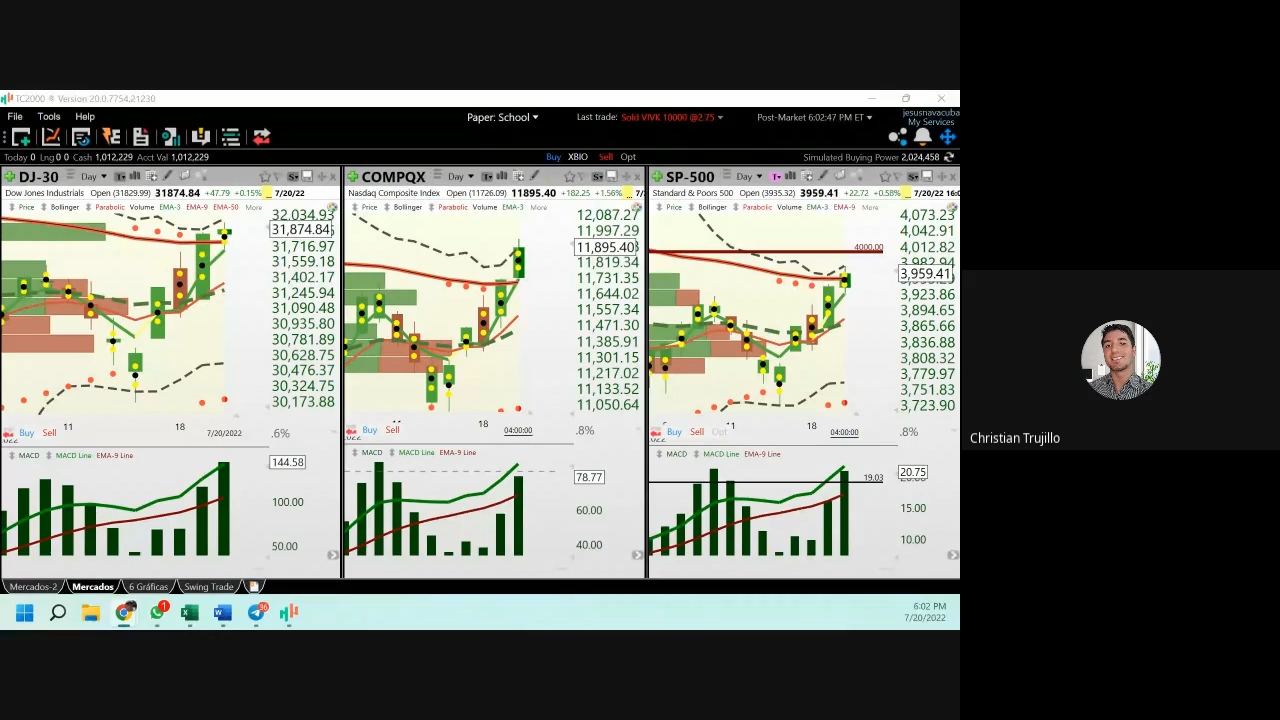 TC2000 ® Version 20.0.7754.21230
File Tools Help
Paper: School
Last trade: Sold VIVK 10000 @2.75
Post-Market 6:02:47 PM ET
jesusnavacuba
My Services
Today 0 Lng 0 0 Cash 1,012,229 Acct Val 1,012,229
Buy XBIO Sell Opt
Simulated Buying Power 2,024,458
DJ-30 Day
Dow Jones Industrials Open (31829.99) 31874.84 +47.79 +0.15% 7/20/22
Price Bollinger Parabolic Volume EMA-3 EMA-9 EMA-50 More
32,034.93
31,874.84
31,716.97
31,559.18
31,402.17
31,245.94
31,090.48
30,935.80
30,781.89
30,628.75
30,476.37
30,324.75
30,173.88
11 18 7/20/2022
Buy Sell
.6%
MACD MACD Line EMA-9 Line
144.58
100.00
50.00
COMPQX Day
Nasdaq Composite Index Open (11726.09) 11895.40 +182.25 +1.56%
Price Bollinger Parabolic Volume EMA-3 More
12,087.27
11,997.29
11,895.40
11,819.34
11,731.35
11,644.02
11,557.34
11,471.30
11,385.91
11,301.15
11,217.02
11,133.52
11,050.64
18 04:00:00
Buy Sell
.8%
MACD MACD Line EMA-9 Line
78.77
60.00
40.00
SP-500 Day
Standard & Poors 500 Open (3935.32) 3959.41 +22.72 +0.58% 7/20/22 16:0
Price Bollinger Parabolic Volume EMA-3 EMA-9 More
4000.00
4,073.23
4,042.91
4,012.82
3,982.94
3,959.41
3,923.86
3,894.65
3,865.66
3,836.88
3,808.32
3,779.97
3,751.83
3,723.90
11 18 04:00:00
Buy Sell Opt
.8%
MACD MACD Line EMA-9 Line
19.03
20.75
15.00
10.00
Mercados-2 Mercados 6 Gráficas Swing Trade
6:02 PM
7/20/2022
Christian Trujillo